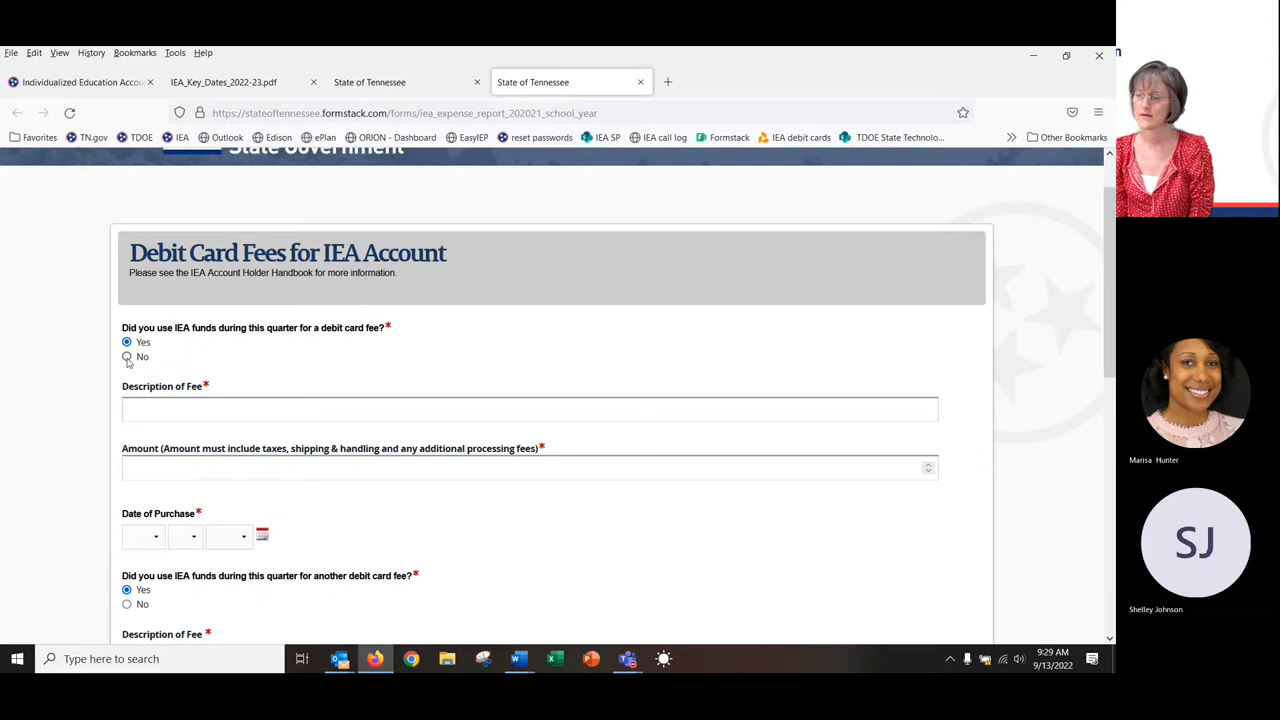 File Edit View History Bookmarks Tools Help
Individualized Education Accou
IEA_Key_Dates_2022-23.pdf
State of Tennessee
State of Tennessee
https://stateoftennessee.formstack.com/forms/iea_expense_report_202021_school_year
Favorites TN.gov TDOE IEA Outlook Edison ePlan ORION - Dashboard EasyIEP reset passwords IEA SP IEA call log Formstack IEA debit cards TDOE State Technolo... Other Bookmarks
State Government
Debit Card Fees for IEA Account
Please see the IEA Account Holder Handbook for more information.
Did you use IEA funds during this quarter for a debit card fee?*
Yes
No
Description of Fee*
Amount (Amount must include taxes, shipping & handling and any additional processing fees)*
Date of Purchase*
Did you use IEA funds during this quarter for another debit card fee?*
Yes
No
Description of Fee *
Marisa Hunter
SJ
Shelley Johnson
Type here to search
9:29 AM
9/13/2022